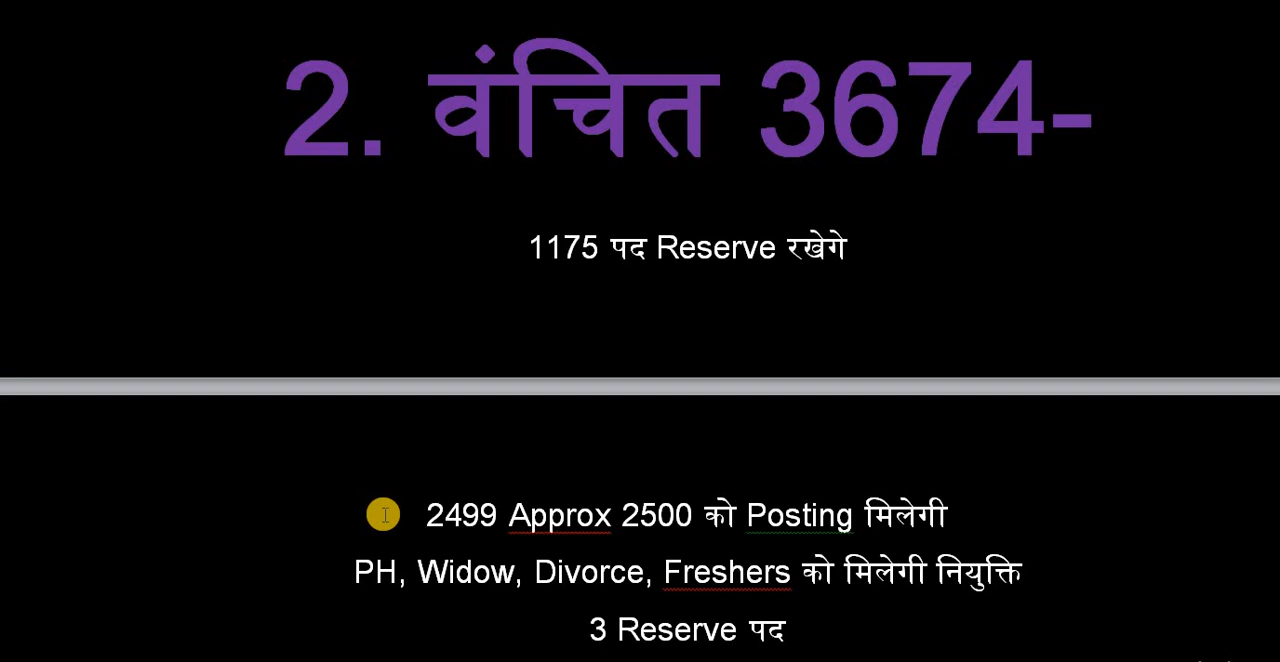 2. वंचित 3674-
1175 पद Reserve रखेगे
2499 Approx 2500 को Posting मिलेगी
PH, Widow, Divorce, Freshers को मिलेगी नियुक्ति
3 Reserve पद